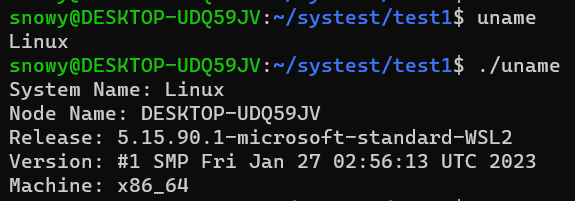 snowy@DESKTOP-UDQ59JV:~/systest/test1$ uname
Linux
snowy@DESKTOP-UDQ59JV:~/systest/test1$ ./uname
System Name: Linux
Node Name: DESKTOP-UDQ59JV
Release: 5.15.90.1-microsoft-standard-WSL2
Version: #1 SMP Fri Jan 27 02:56:13 UTC 2023
Machine: x86_64